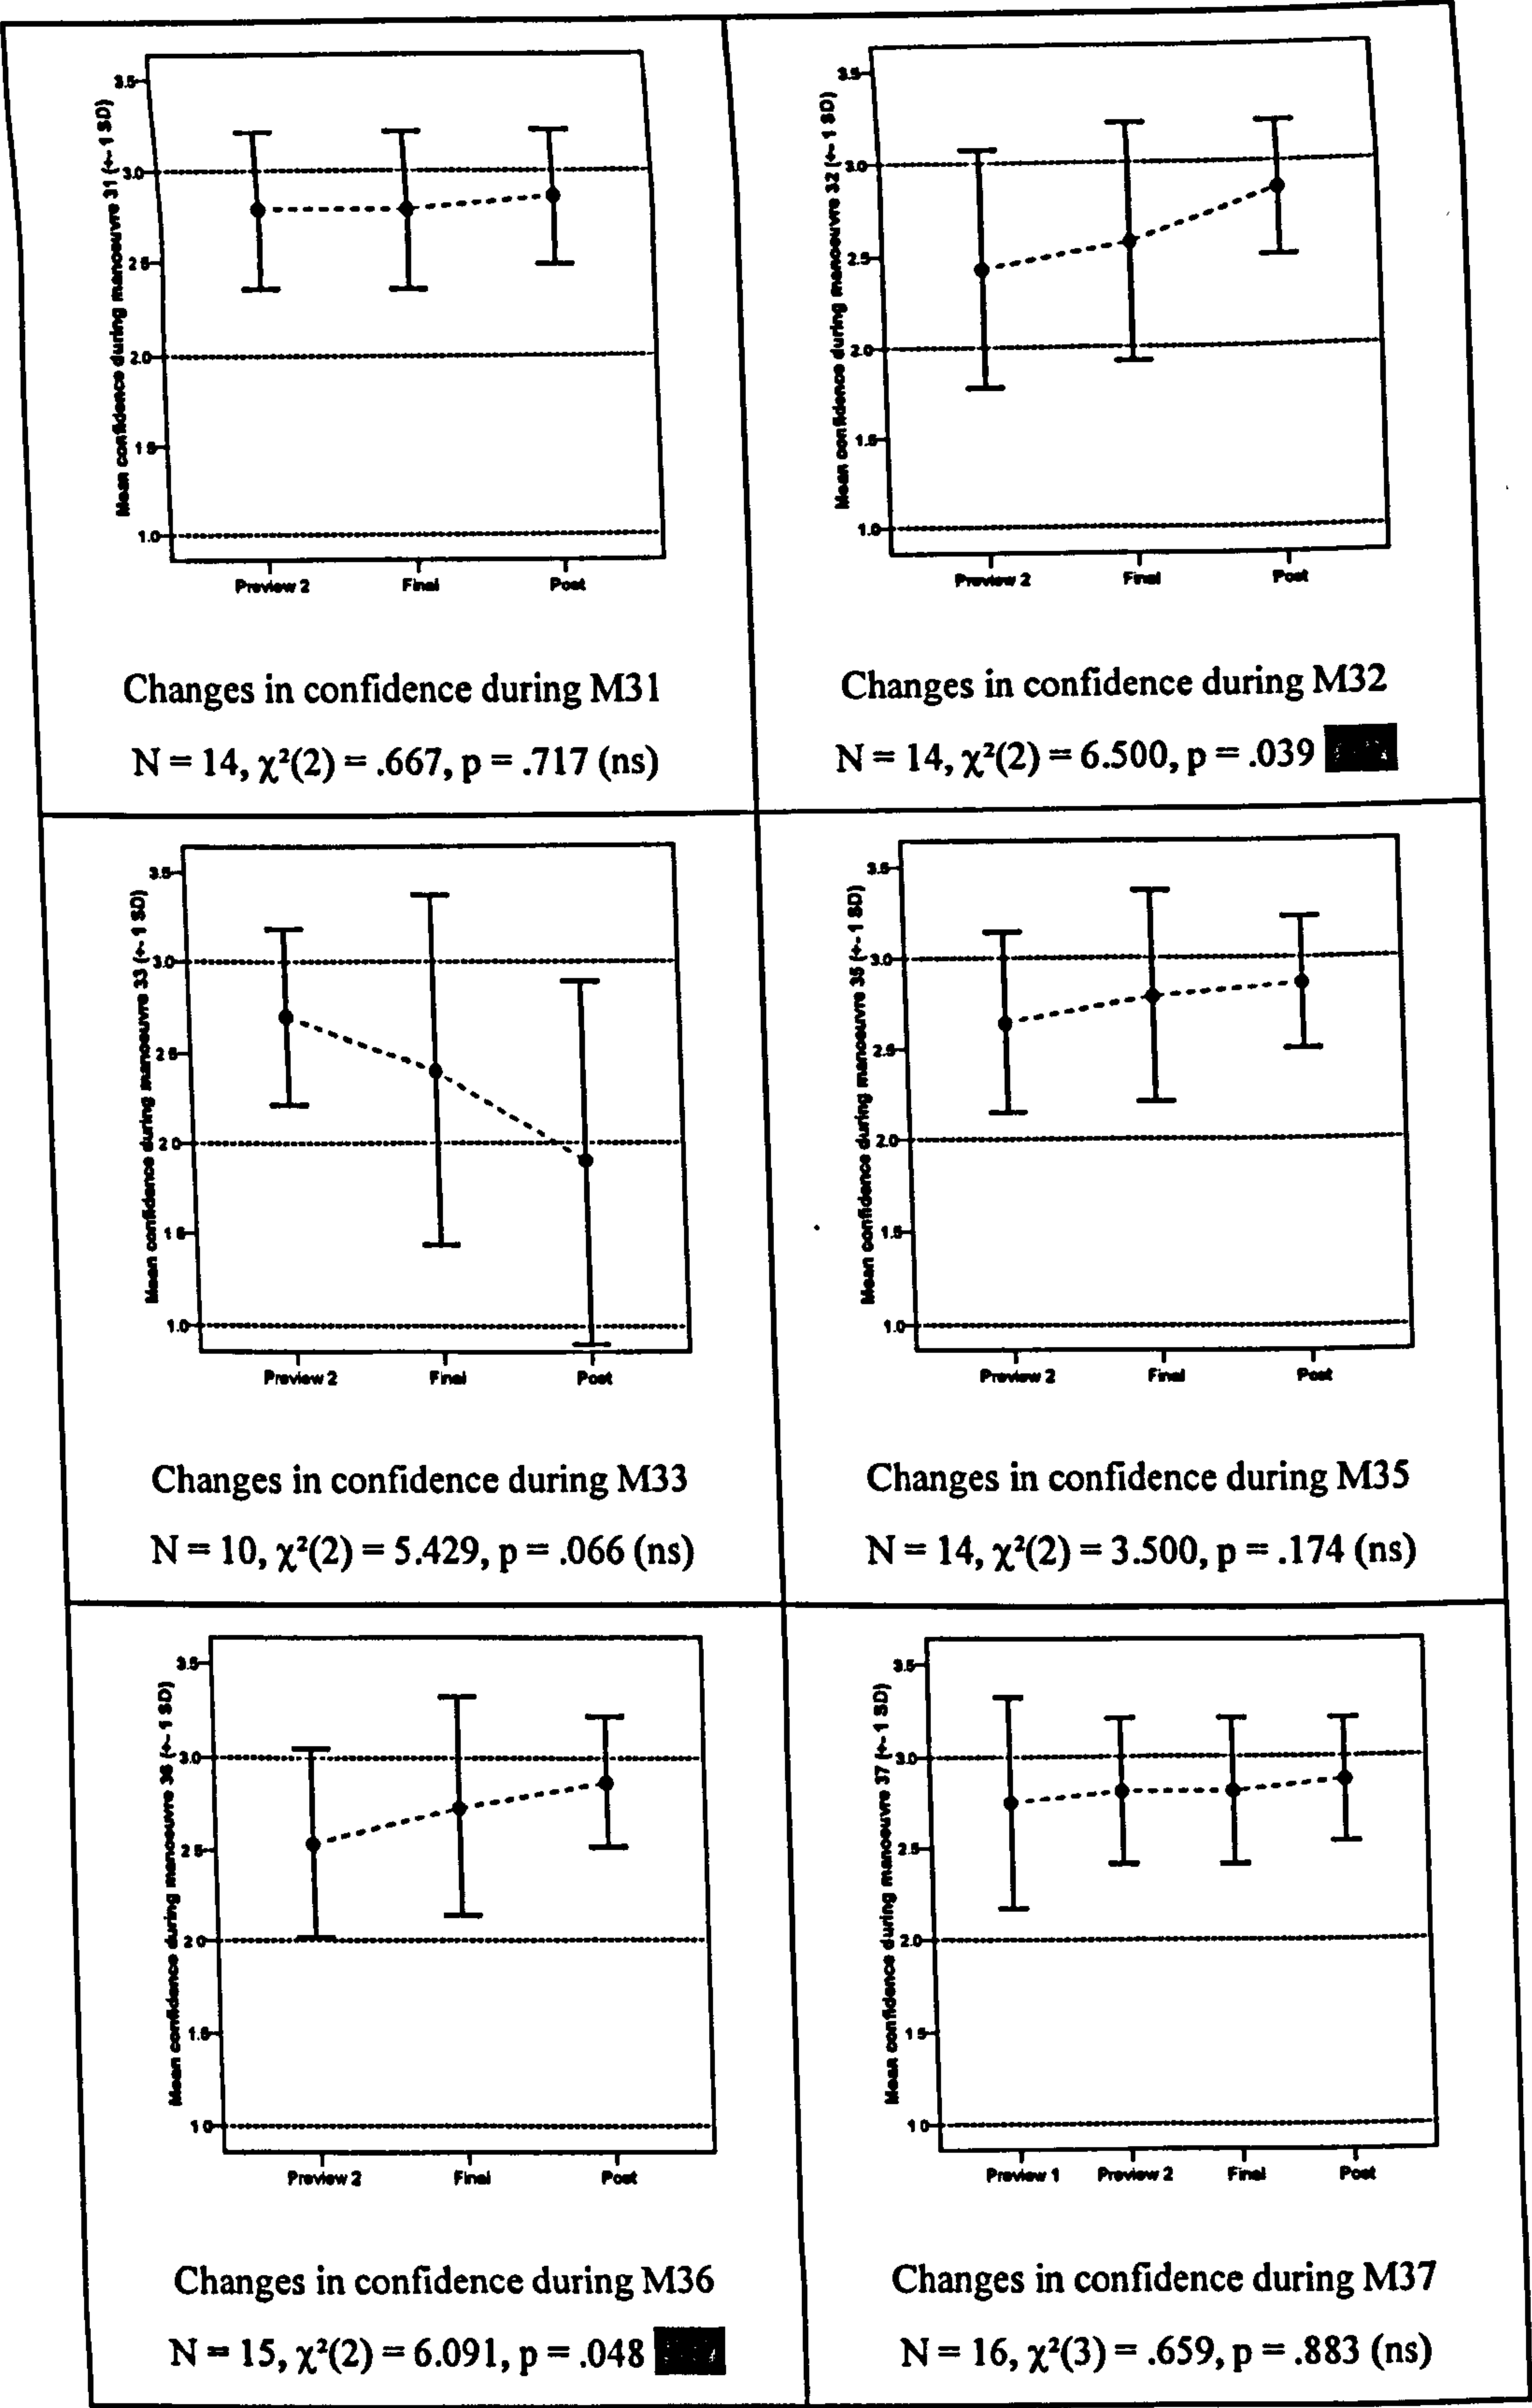 Mean confidence during manoeuvre 31 (+- 1 SD)
3.5
3.0
2 5
2.0
1 5
1.0
Preview 2 Final Post
Changes in confidence during M31
N = 14, χ²(2) = .667, p = .717 (ns)
Mean confidence during manoeuvre 32 (+- 1 SD)
3.5
3.0
2.5
2.0
1.5
1.0
Preview 2 Final Post
Changes in confidence during M32
N = 14, χ²(2) = 6.500, p = .039
Mean confidence during manoeuvre 33 (+- 1 SD)
3.5
3.0
2 5
2 0
1 5
1.0
Preview 2 Final Post
Changes in confidence during M33
N = 10, χ²(2) = 5.429, p = .066 (ns)
Mean confidence during manoeuvre 35 (+- 1 SD)
3.5
3.0
2.5
2.0
1.5
1.0
Preview 2 Final Post
Changes in confidence during M35
N = 14, χ²(2) = 3.500, p = .174 (ns)
Mean confidence during manoeuvre 36 (+- 1 SD)
3.5
3.0
2 5
2 0
1.5
1 0
Preview 2 Final Post
Changes in confidence during M36
N = 15, χ²(2) = 6.091, p = .048
Mean confidence during manoeuvre 37 (+- 1 SD)
3.5
3.0
2.5
2.0
1 5
1 0
Preview 1 Preview 2 Final Post
Changes in confidence during M37
N = 16, χ²(3) = .659, p = .883 (ns)